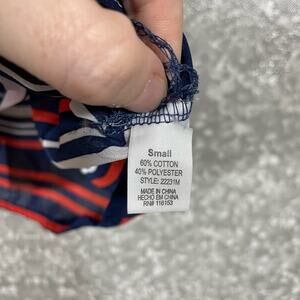 Small
60% COTTON
40% POLYESTER
STYLE: 22231M
MADE IN CHINA
HECHO EM CHINA
RN# 116153